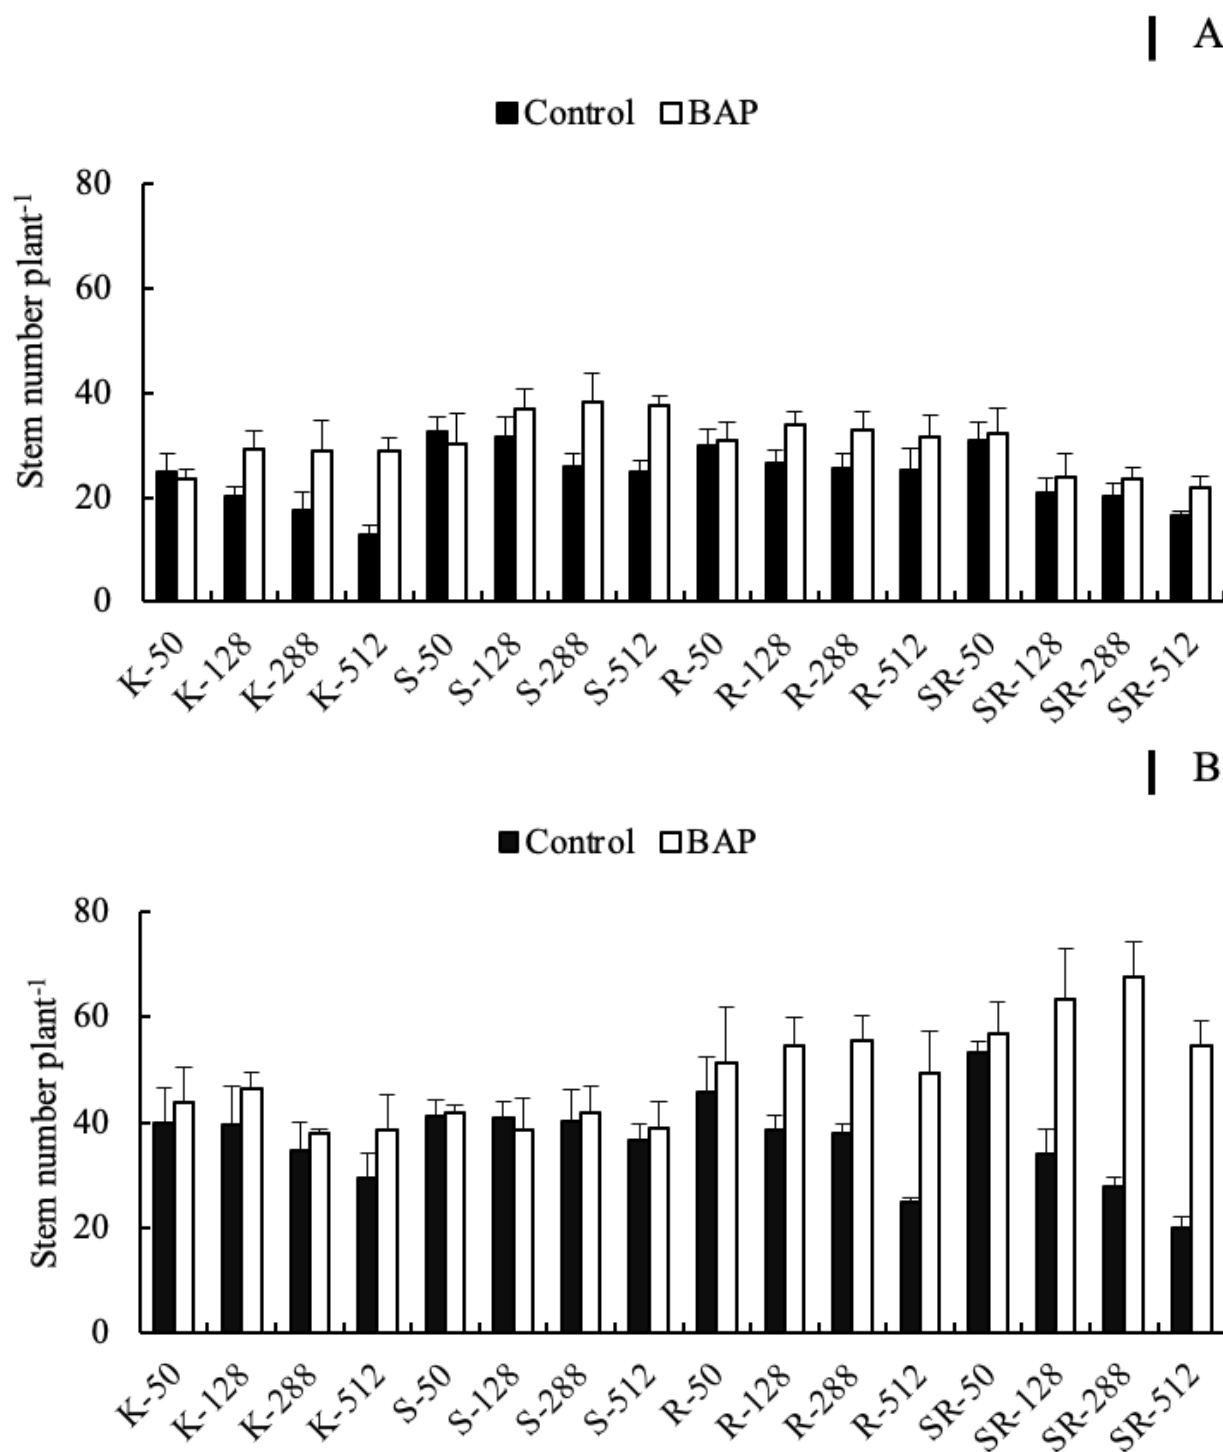 A
Control BAP
Stem number plant-1
80
60
40
20
0
K-50 K-128 K-288 K-512 S-50 S-128 S-288 S-512 R-50 R-128 R-288 R-512 SR-50 SR-128 SR-288 SR-512
B
Control BAP
Stem number plant-1
80
60
40
20
0
K-50 K-128 K-288 K-512 S-50 S-128 S-288 S-512 R-50 R-128 R-288 R-512 SR-50 SR-128 SR-288 SR-512